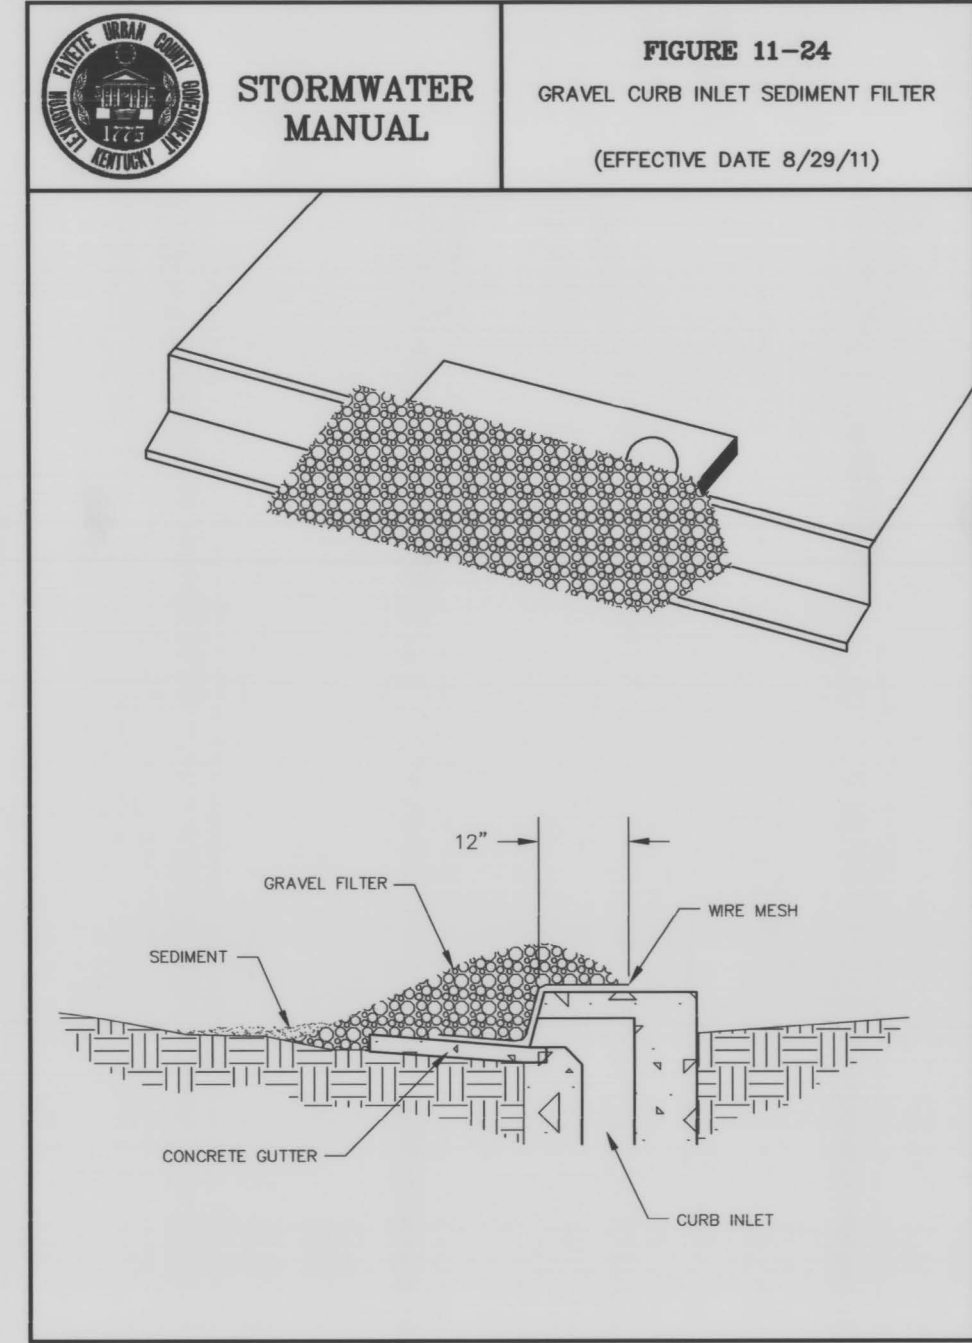 FAYETTE URBAN COUNTY GOVERNMENT
LEXINGTON KENTUCKY
1775
STORMWATER
MANUAL
FIGURE 11-24
GRAVEL CURB INLET SEDIMENT FILTER
(EFFECTIVE DATE 8/29/11)
12"
GRAVEL FILTER
WIRE MESH
SEDIMENT
CONCRETE GUTTER
CURB INLET